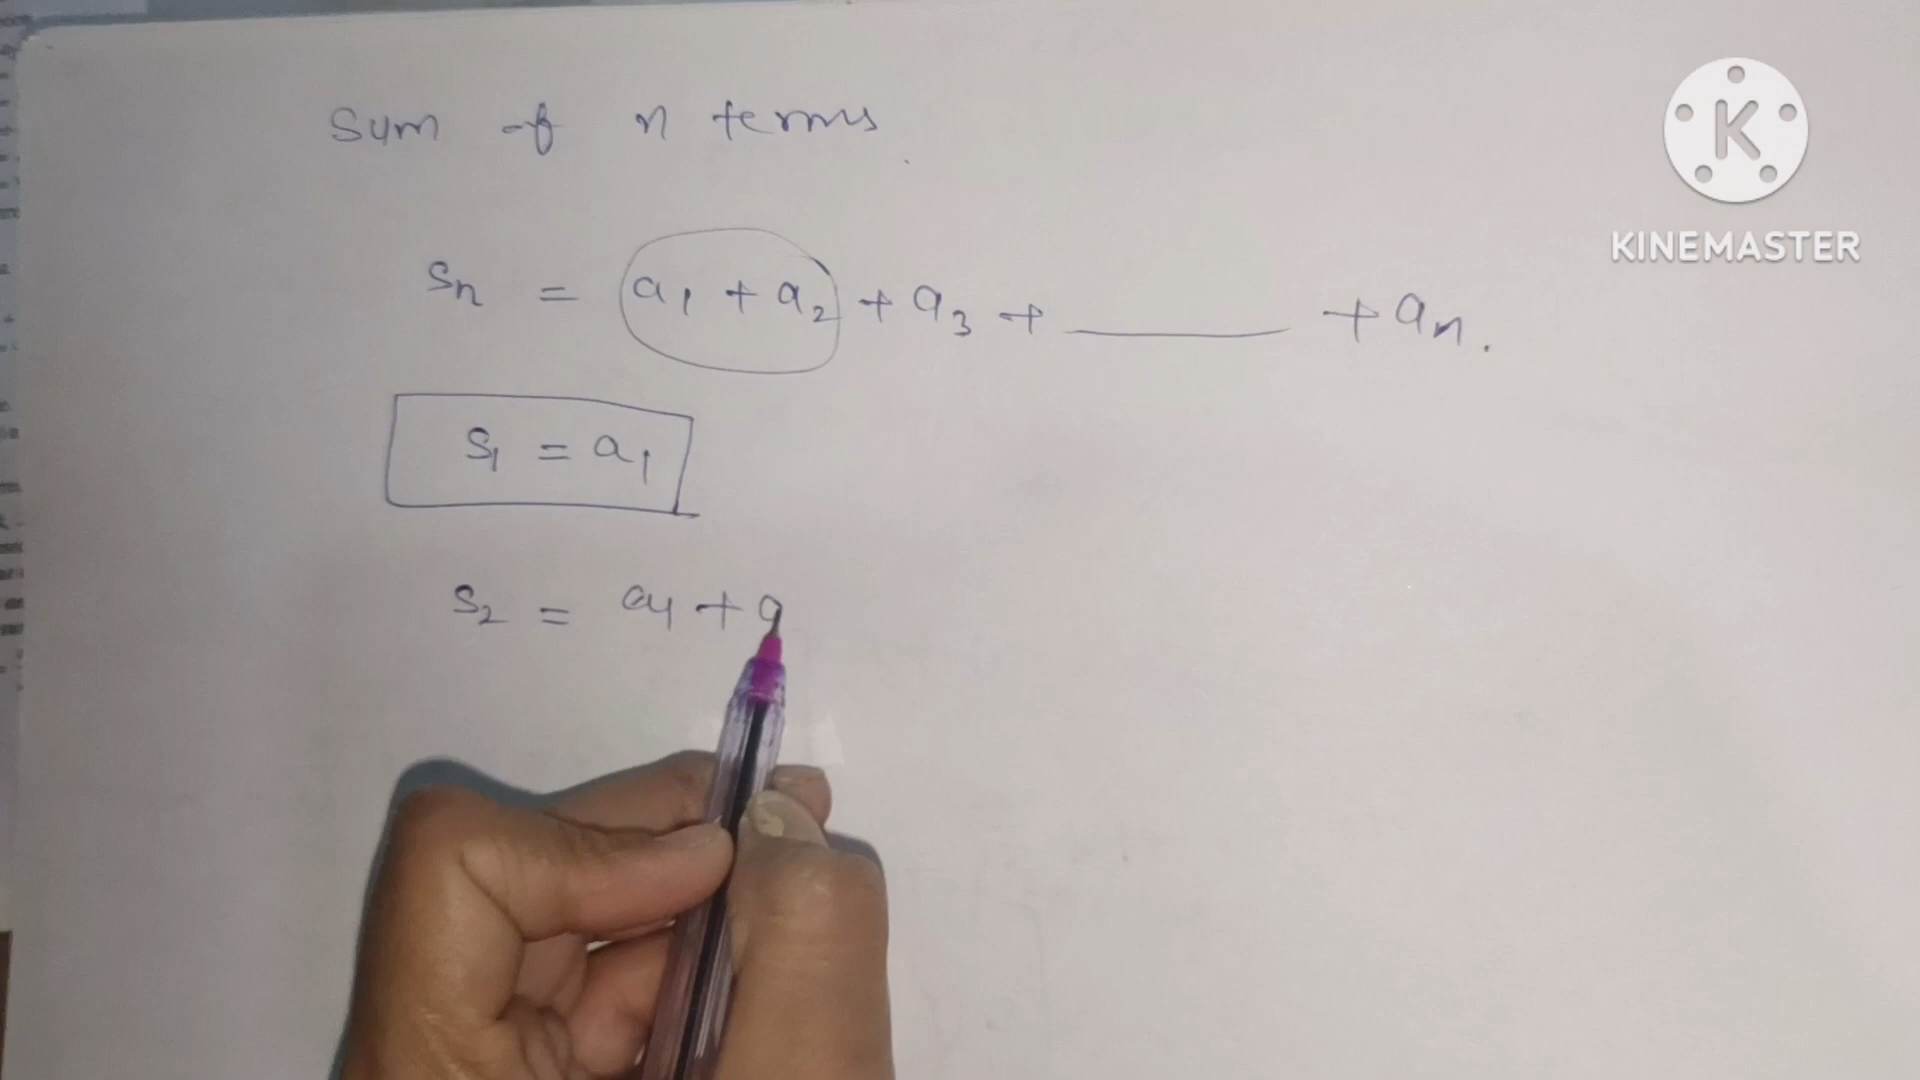 Sum of n terms.
Sn = a1 + a2 + a3 + ______ + an.
S1 = a1
S2 = a1 + a
K
KINEMASTER